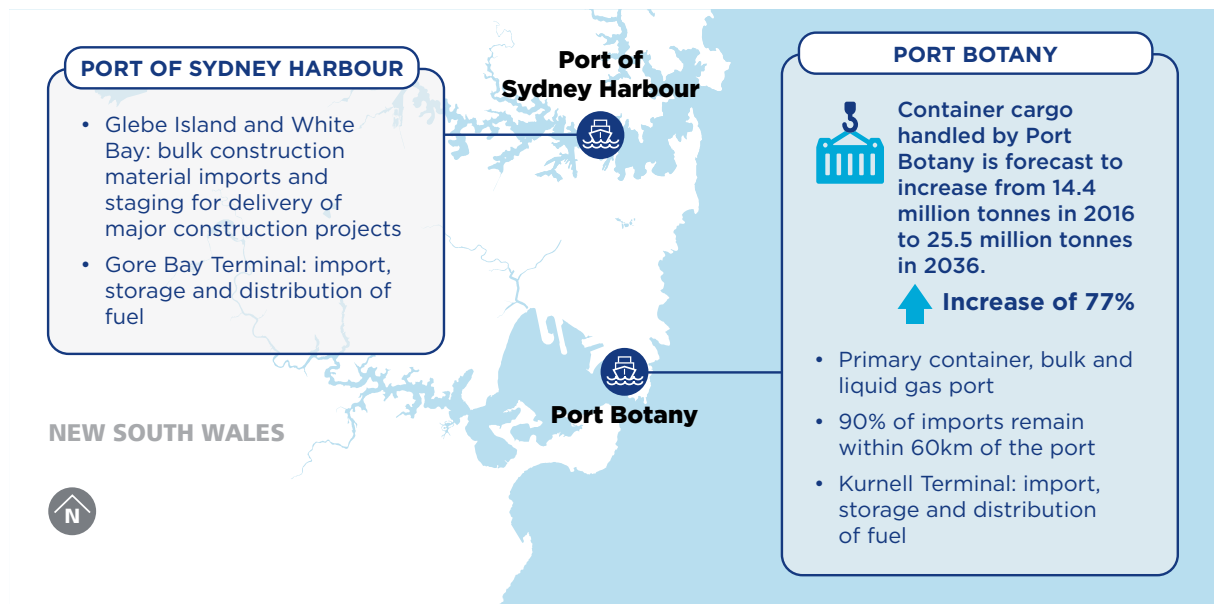 PORT OF SYDNEY HARBOUR
• Glebe Island and White
Bay: bulk construction
material imports and
staging for delivery of
major construction projects
• Gore Bay Terminal: import,
storage and distribution of
fuel
Port of
Sydney Harbour
Port Botany
NEW SOUTH WALES
N
PORT BOTANY
Container cargo
handled by Port
Botany is forecast to
increase from 14.4
million tonnes in 2016
to 25.5 million tonnes
in 2036.
Increase of 77%
• Primary container, bulk and
liquid gas port
• 90% of imports remain
within 60km of the port
• Kurnell Terminal: import,
storage and distribution
of fuel